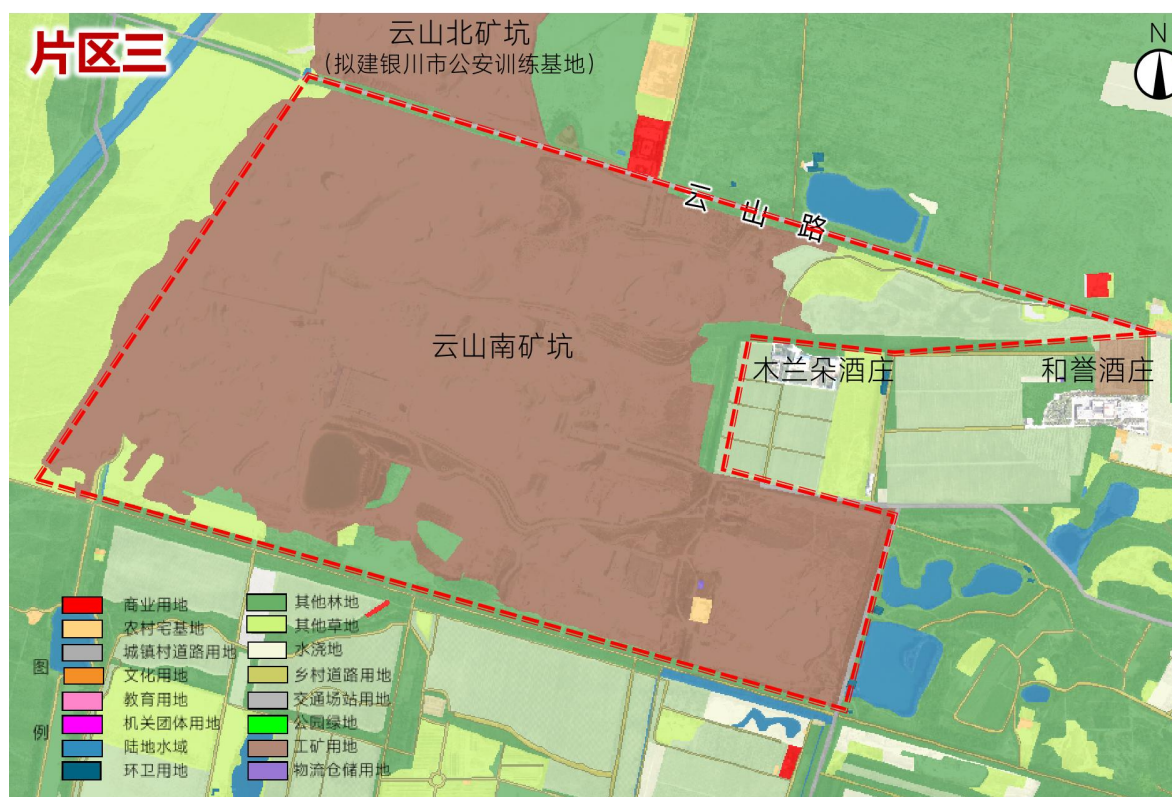 片区三
云山北矿坑
（拟建银川市公安训练基地）
N
云山路
云山南矿坑
木兰朵酒庄
和誉酒庄
图例
商业用地
农村宅基地
城镇村道路用地
文化用地
教育用地
机关团体用地
陆地水域
环卫用地
其他林地
其他草地
水浇地
乡村道路用地
交通场站用地
公园绿地
工矿用地
物流仓储用地